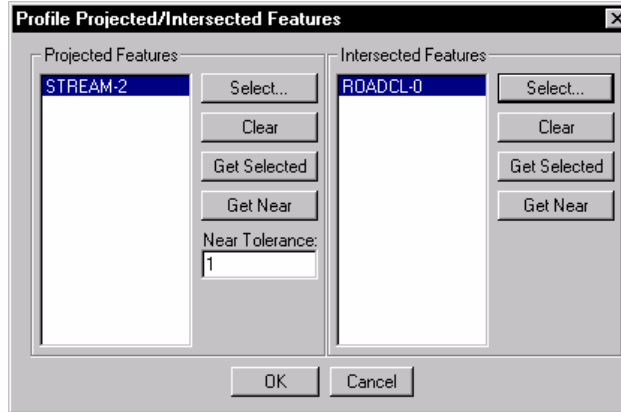 Profile Projected/Intersected Features
Projected Features
STREAM-2
Select...
Clear
Get Selected
Get Near
Near Tolerance:
1
Intersected Features
ROADCL-0
Select...
Clear
Get Selected
Get Near
OK
Cancel